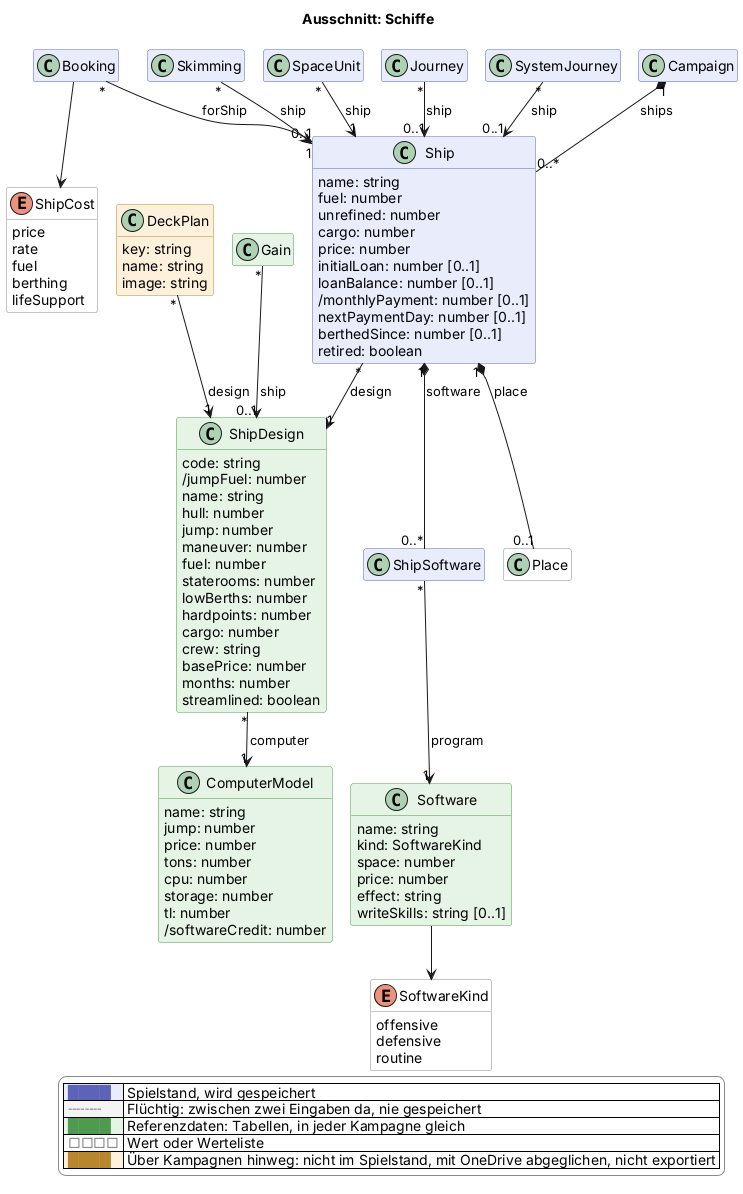 Ausschnitt: Schiffe
C Booking
C Skimming
C SpaceUnit
C Journey
C SystemJourney
C Campaign
* * * * * 1
forShip ship ship ship ship ships
0..1 1 1 0..1 0..1 0..*
C Ship
name: string
fuel: number
unrefined: number
cargo: number
price: number
initialLoan: number [0..1]
loanBalance: number [0..1]
/monthlyPayment: number [0..1]
nextPaymentDay: number [0..1]
berthedSince: number [0..1]
retired: boolean
E ShipCost
price
rate
fuel
berthing
lifeSupport
C DeckPlan
key: string
name: string
image: string
C Gain
* * * 1 1
design ship design software place
1 0..1 1 0..* 0..1
C ShipDesign
code: string
/jumpFuel: number
name: string
hull: number
jump: number
maneuver: number
fuel: number
staterooms: number
lowBerths: number
hardpoints: number
cargo: number
crew: string
basePrice: number
months: number
streamlined: boolean
C ShipSoftware
C Place
* *
computer program
1 1
C ComputerModel
name: string
jump: number
price: number
tons: number
cpu: number
storage: number
tl: number
/softwareCredit: number
C Software
name: string
kind: SoftwareKind
space: number
price: number
effect: string
writeSkills: string [0..1]
E SoftwareKind
offensive
defensive
routine
Spielstand, wird gespeichert
Flüchtig: zwischen zwei Eingaben da, nie gespeichert
Referenzdaten: Tabellen, in jeder Kampagne gleich
Wert oder Werteliste
Über Kampagnen hinweg: nicht im Spielstand, mit OneDrive abgeglichen, nicht exportiert